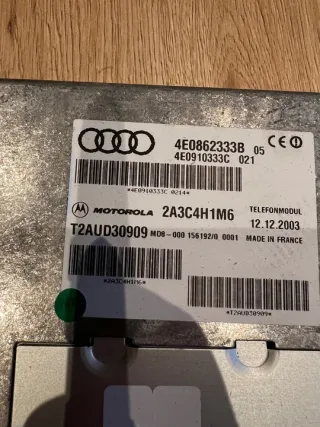 4E0862333B 05 CE
4E0910333C 021
*4E0910333C 0214*
MOTOROLA 2A3C4H1M6 TELEFONMODUL
12.12.2003
T2AUD30909 MDB-000 156192/0 0001 MADE IN FRANCE
*2A3C4H1M6*
*T2AUD30909*